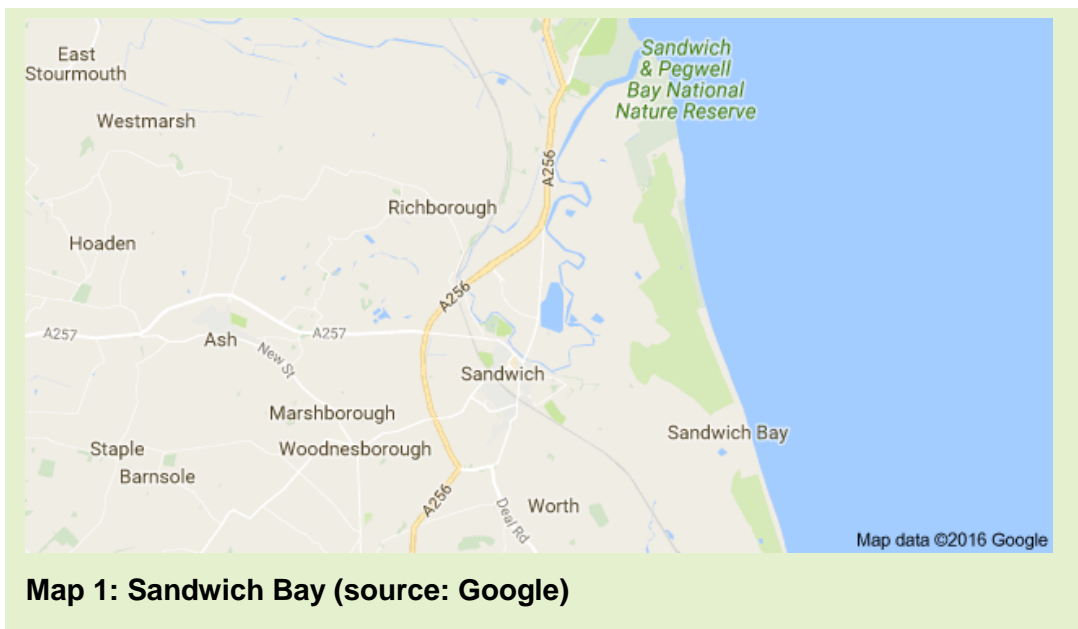 East
Stourmouth
Sandwich
& Pegwell
Bay National
Nature Reserve
Westmarsh
A256
Richborough
Hoaden
A256
A257
Ash
New St
A257
Sandwich
Marshborough
Sandwich Bay
Staple
Woodnesborough
Barnsole
A256
Deal Rd
Worth
Map data ©2016 Google
Map 1: Sandwich Bay (source: Google)